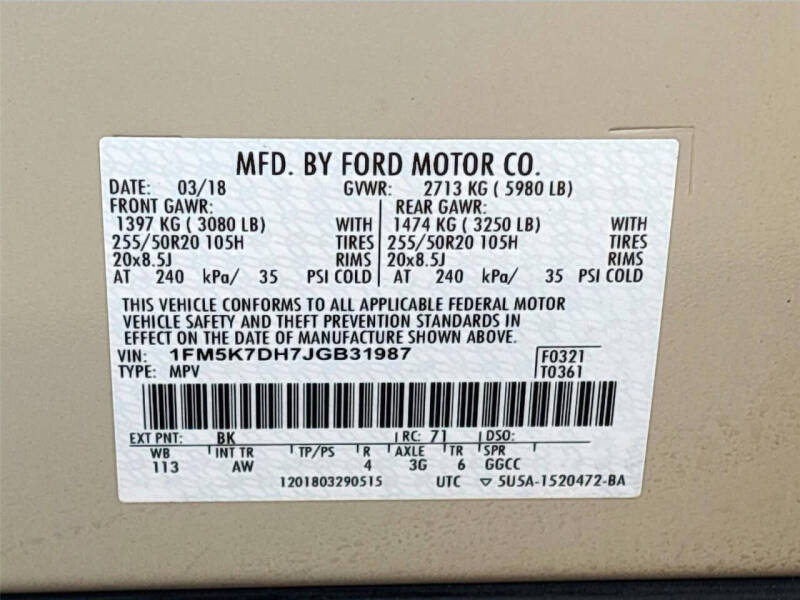 MFD. BY FORD MOTOR CO.
DATE: 03/18 GVWR: 2713 KG ( 5980 LB)
FRONT GAWR: REAR GAWR:
1397 KG ( 3080 LB) WITH 1474 KG ( 3250 LB) WITH
255/50R20 105H TIRES 255/50R20 105H TIRES
20x8.5J RIMS 20x8.5J RIMS
AT 240 kPa/ 35 PSI COLD AT 240 kPa/ 35 PSI COLD
THIS VEHICLE CONFORMS TO ALL APPLICABLE FEDERAL MOTOR
VEHICLE SAFETY AND THEFT PREVENTION STANDARDS IN
EFFECT ON THE DATE OF MANUFACTURE SHOWN ABOVE.
VIN: 1FM5K7DH7JGB31987 F0321
TYPE: MPV T0361
EXT PNT: BK RC: 71 DSO:
WB INT TR TP/PS R AXLE TR SPR
113 AW 4 3G 6 GGCC
1201803290515 UTC ▽ 5U5A-1520472-BA